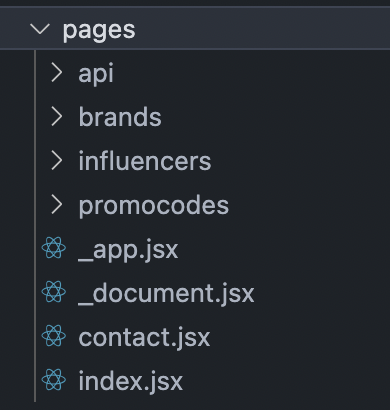 pages
api
brands
influencers
promocodes
_app.jsx
_document.jsx
contact.jsx
index.jsx